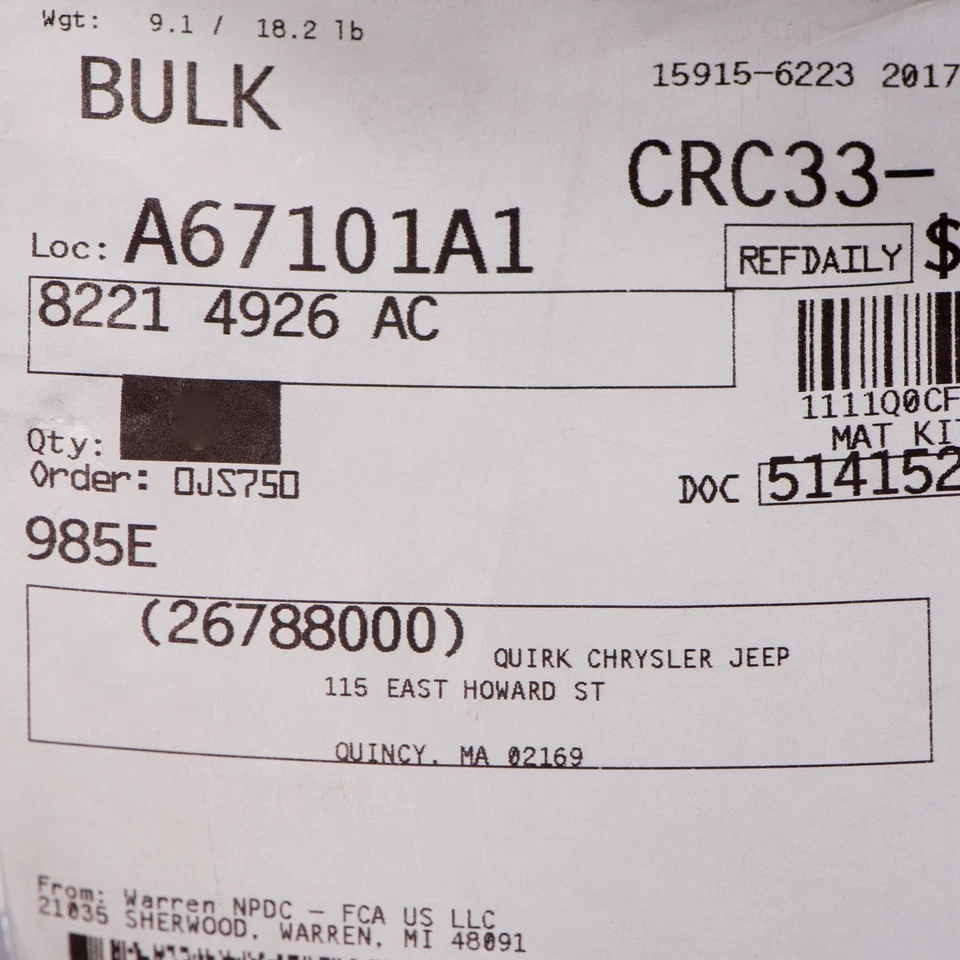 Wgt: 9.1 / 18.2 lb
BULK
15915-6223 2017
CRC33-
Loc: A67101A1
REFDAILY $
8221 4926 AC
1111Q0CF
MAT KIT
Qty:
Order: OJS750
DOC 514152
985E
(26788000) QUIRK CHRYSLER JEEP
115 EAST HOWARD ST
QUINCY, MA 02169
From: Warren NPDC - FCA US LLC
21035 SHERWOOD, WARREN, MI 48091